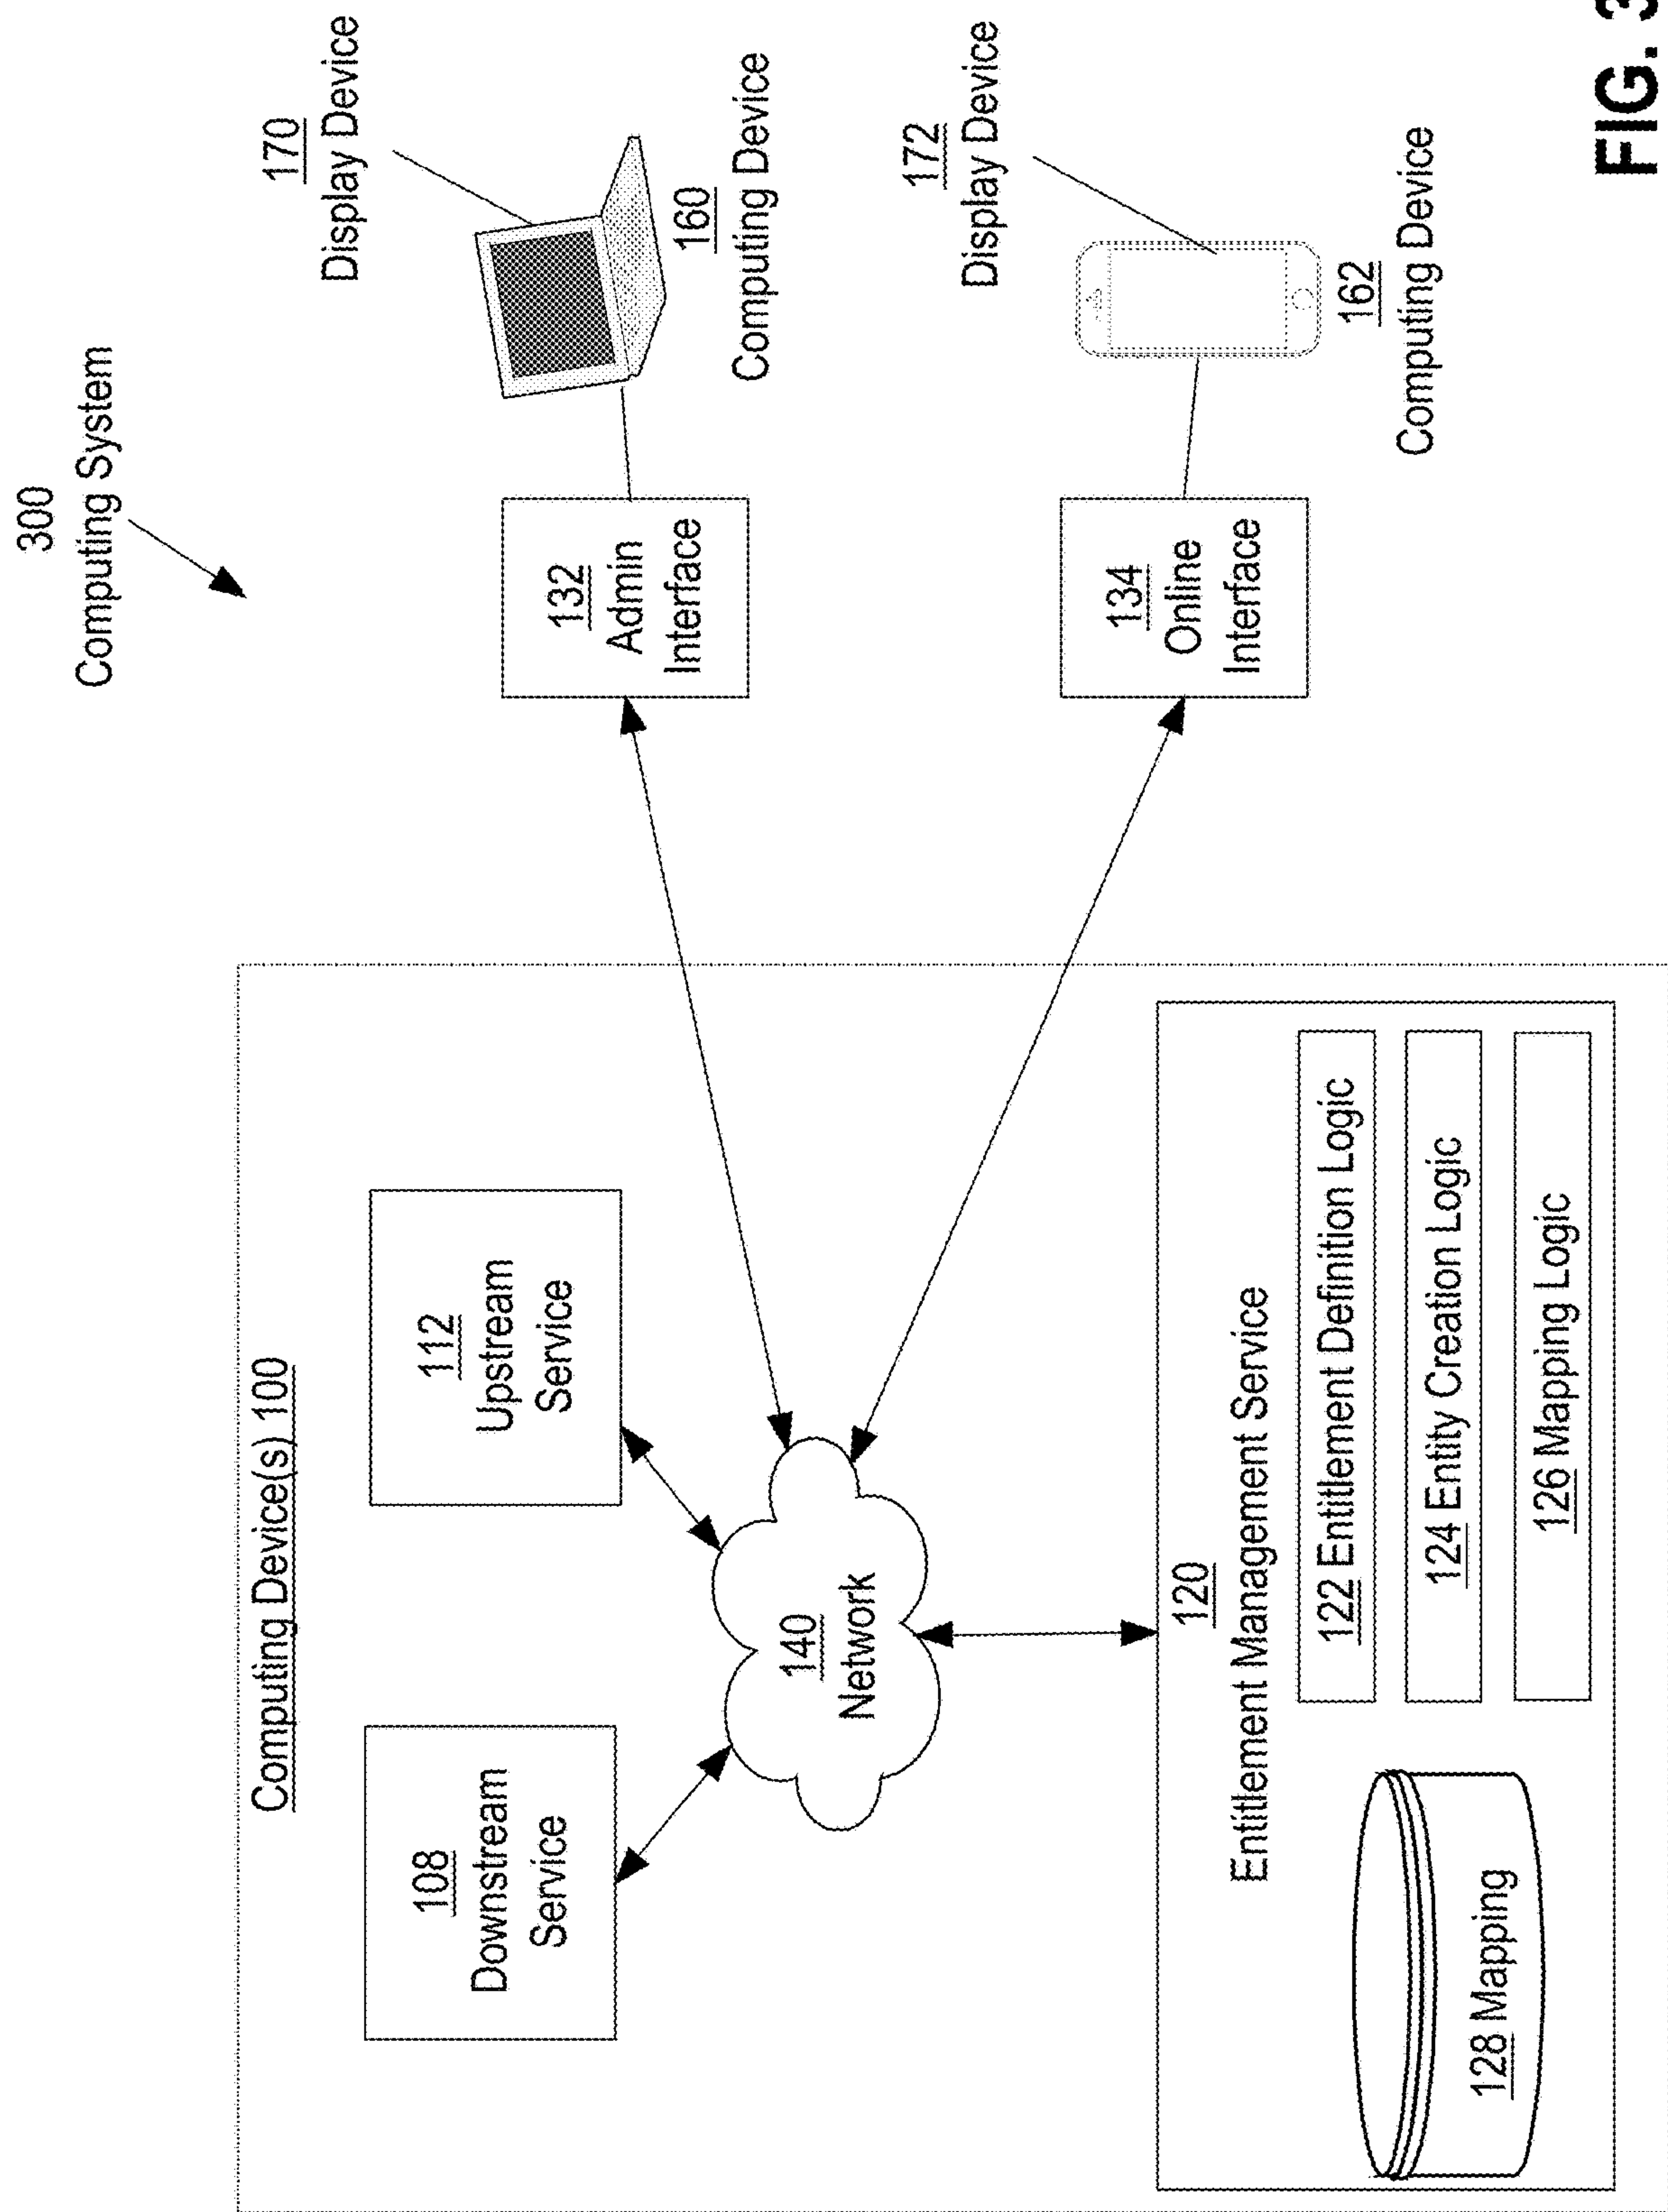 300
Computing System
Computing Device(s) 100
108
Downstream
Service
112
Upstream
Service
140
Network
132
Admin
Interface
170
Display Device
160
Computing Device
134
Online
Interface
172
Display Device
162
Computing Device
120
Entitlement Management Service
128 Mapping
122 Entitlement Definition Logic
124 Entity Creation Logic
126 Mapping Logic
FIG. 3